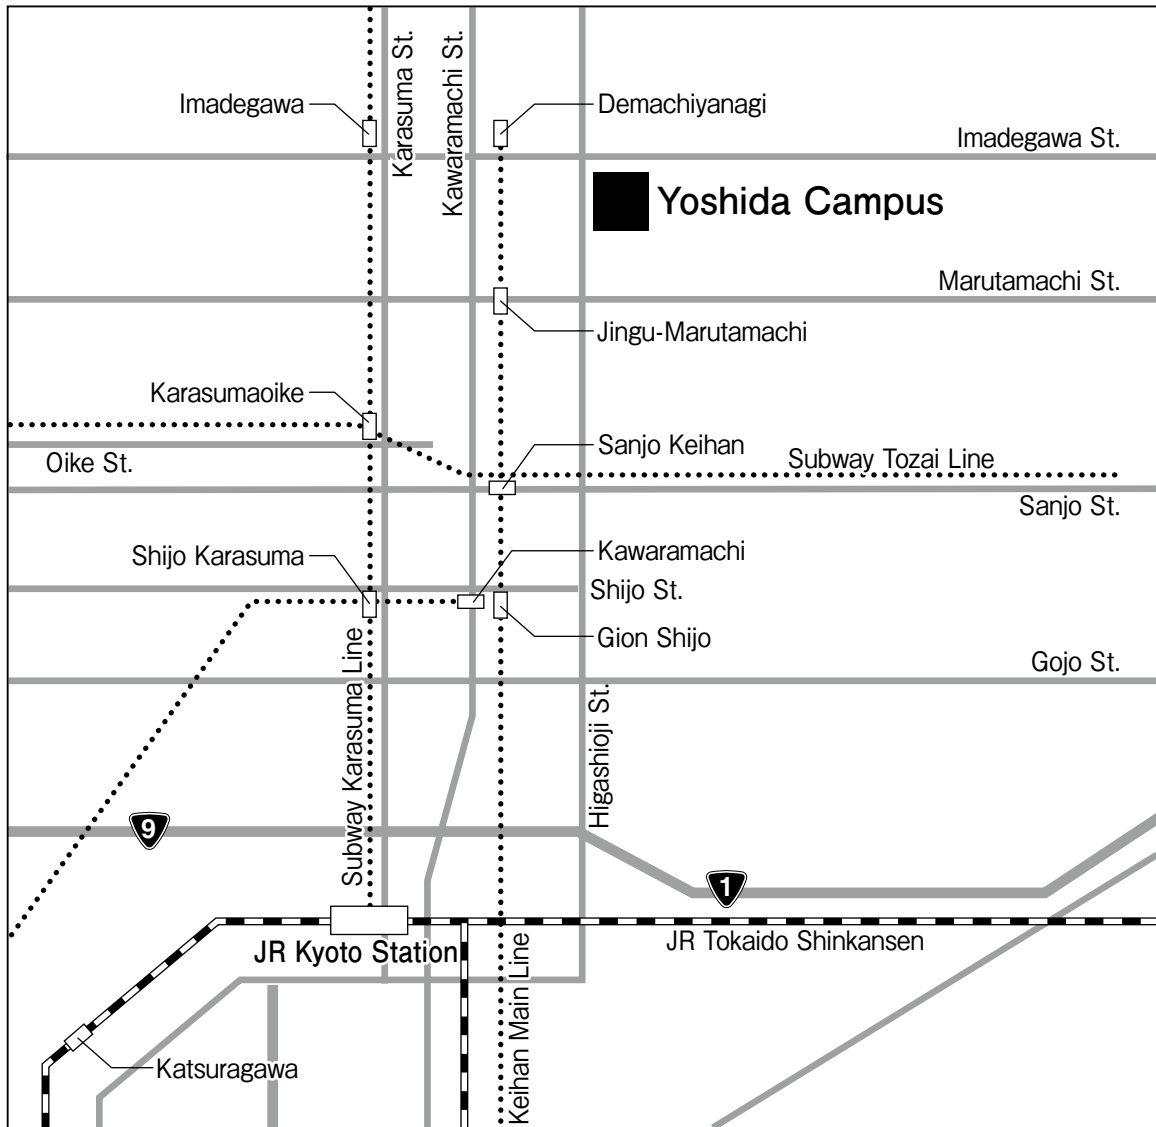 Karasuma St.
Kawaramachi St.
Imadegawa
Demachiyanagi
Imadegawa St.
Yoshida Campus
Marutamachi St.
Jingu-Marutamachi
Karasumaoike
Sanjo Keihan
Subway Tozai Line
Oike St.
Sanjo St.
Shijo Karasuma
Kawaramachi
Shijo St.
Gion Shijo
Gojo St.
Subway Karasuma Line
Higashioji St.
9
1
JR Kyoto Station
JR Tokaido Shinkansen
Keihan Main Line
Katsuragawa